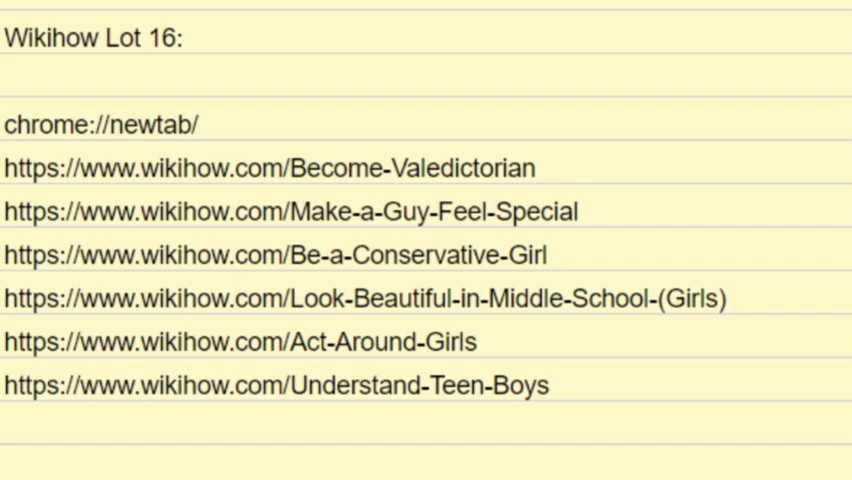 Wikihow Lot 16:
chrome://newtab/
https://www.wikihow.com/Become-Valedictorian
https://www.wikihow.com/Make-a-Guy-Feel-Special
https://www.wikihow.com/Be-a-Conservative-Girl
https://www.wikihow.com/Look-Beautiful-in-Middle-School-(Girls)
https://www.wikihow.com/Act-Around-Girls
https://www.wikihow.com/Understand-Teen-Boys